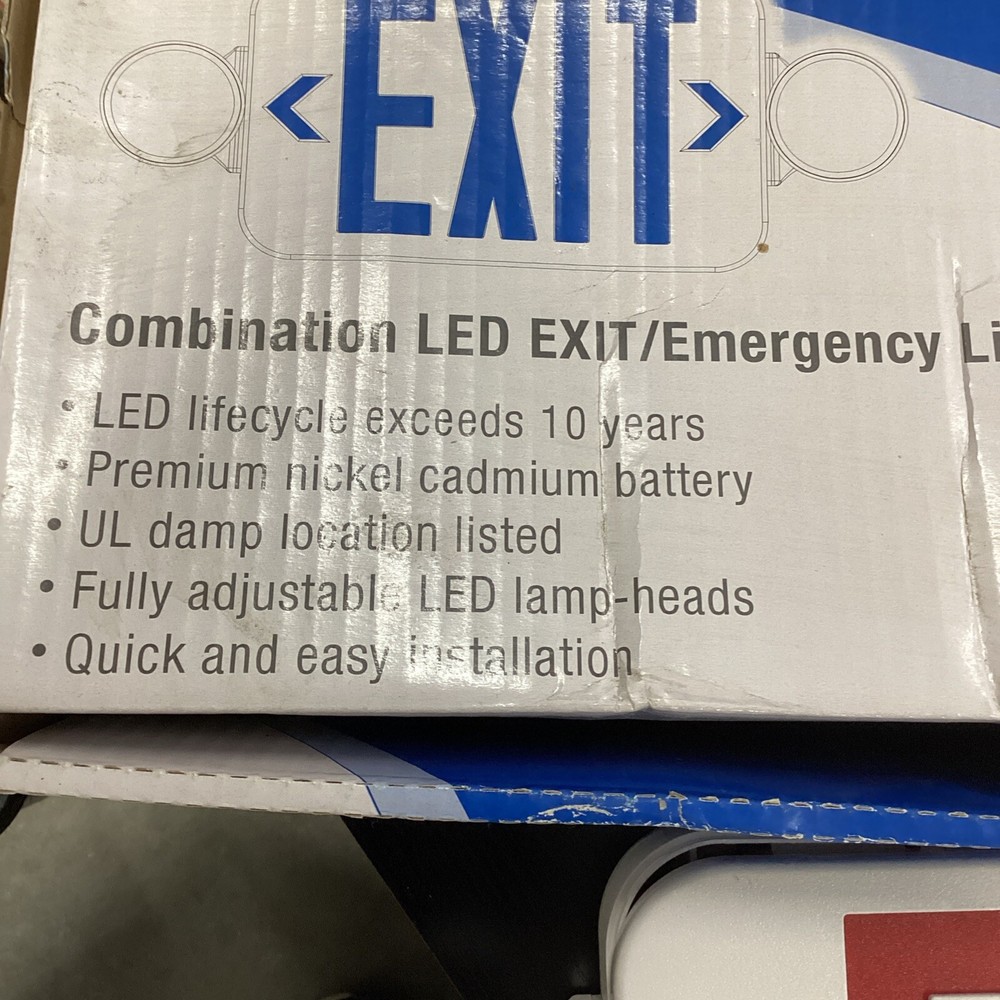 EXIT
Combination LED EXIT/Emergency Li
• LED lifecycle exceeds 10 years
• Premium nickel cadmium battery
• UL damp location listed
• Fully adjustable LED lamp-heads
• Quick and easy installation